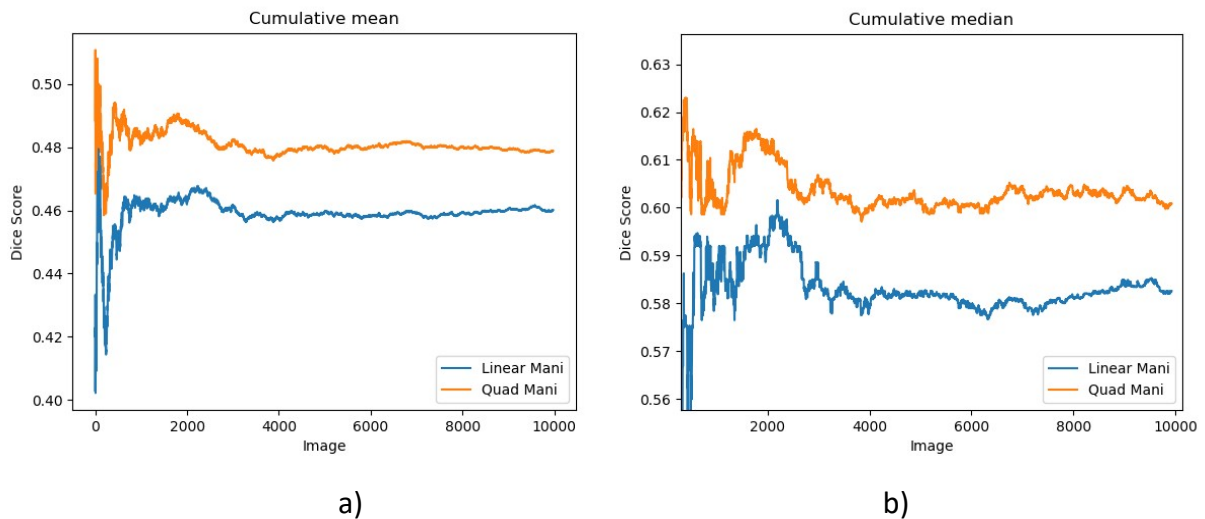 Cumulative mean
0.50
0.48
0.46
0.44
0.42
0.40
Dice Score
0
2000
4000
6000
8000
10000
Image
Linear Mani
Quad Mani
a)
Cumulative median
0.63
0.62
0.61
0.60
0.59
0.58
0.57
0.56
Dice Score
2000
4000
6000
8000
10000
Image
Linear Mani
Quad Mani
b)